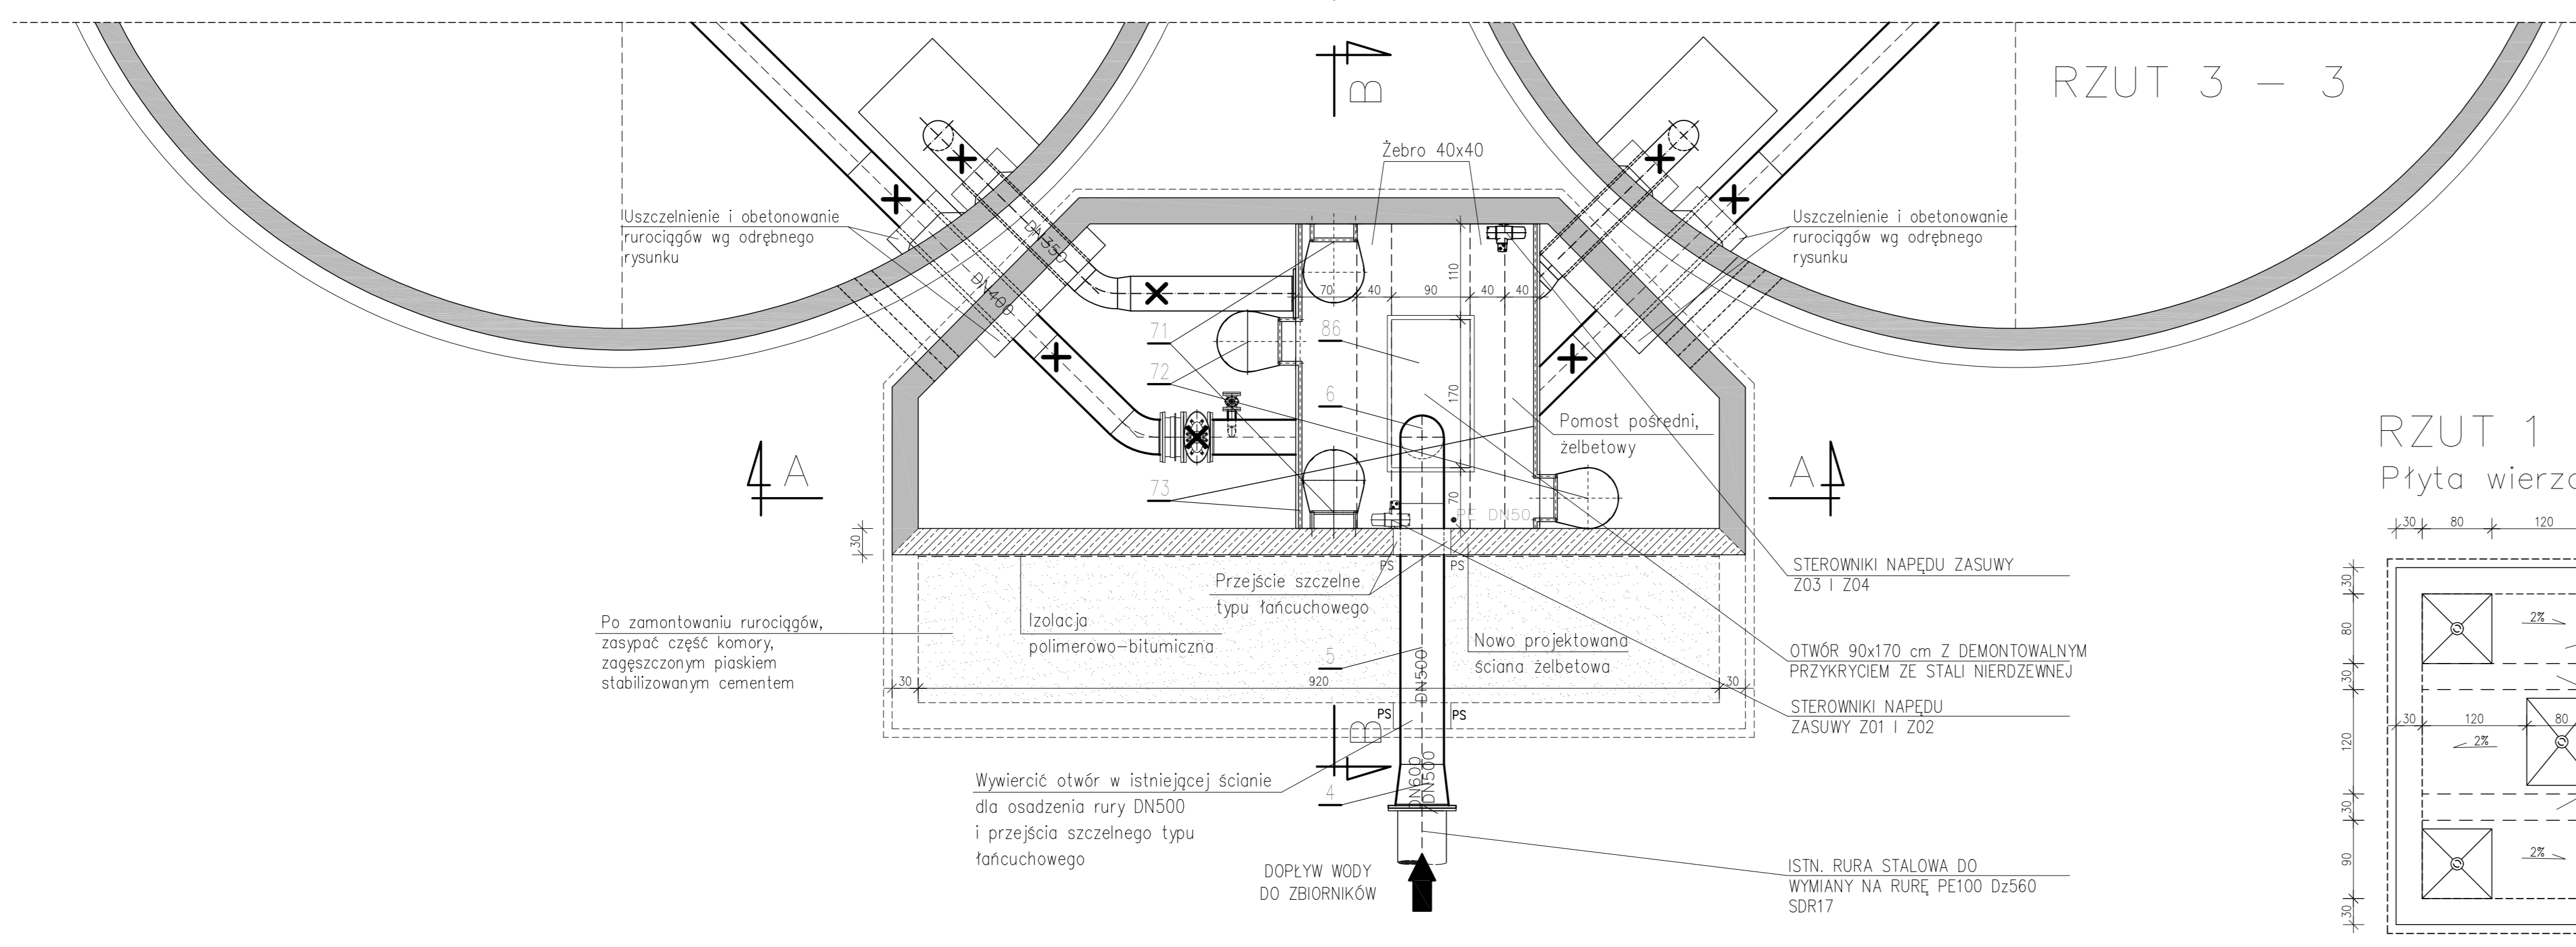 RZUT 3 – 3
B
Żebro 40x40
Uszczelnienie i obetonowanie
rurociągów wg odrębnego
rysunku
Uszczelnienie i obetonowanie
rurociągów wg odrębnego
rysunku
DN350
DN400
110
70
40
90
40
40
71
86
72
170
6
Pomost pośredni,
żelbetowy
A
A
73
70
PE DN50
30
PS
PS
Przejście szczelne
typu łańcuchowego
STEROWNIKI NAPĘDU ZASUWY
Z03 I Z04
Po zamontowaniu rurociągów,
zasypać część komory,
zagęszczonym piaskiem
stabilizowanym cementem
Izolacja
polimerowo-bitumiczna
Nowo projektowana
ściana żelbetowa
5
DN500
OTWÓR 90x170 cm Z DEMONTOWALNYM
PRZYKRYCIEM ZE STALI NIERDZEWNEJ
30
920
30
STEROWNIKI NAPĘDU
ZASUWY Z01 I Z02
PS
PS
B
Wywiercić otwór w istniejącej ścianie
dla osadzenia rury DN500
i przejścia szczelnego typu
łańcuchowego
DN600
DN500
4
DOPŁYW WODY
DO ZBIORNIKÓW
ISTN. RURA STALOWA DO
WYMIANY NA RURĘ PE100 Dz560
SDR17
RZUT 1
Płyta wierzc
30
80
120
30
80
30
120
30
90
30
2%
30
120
80
2%
2%